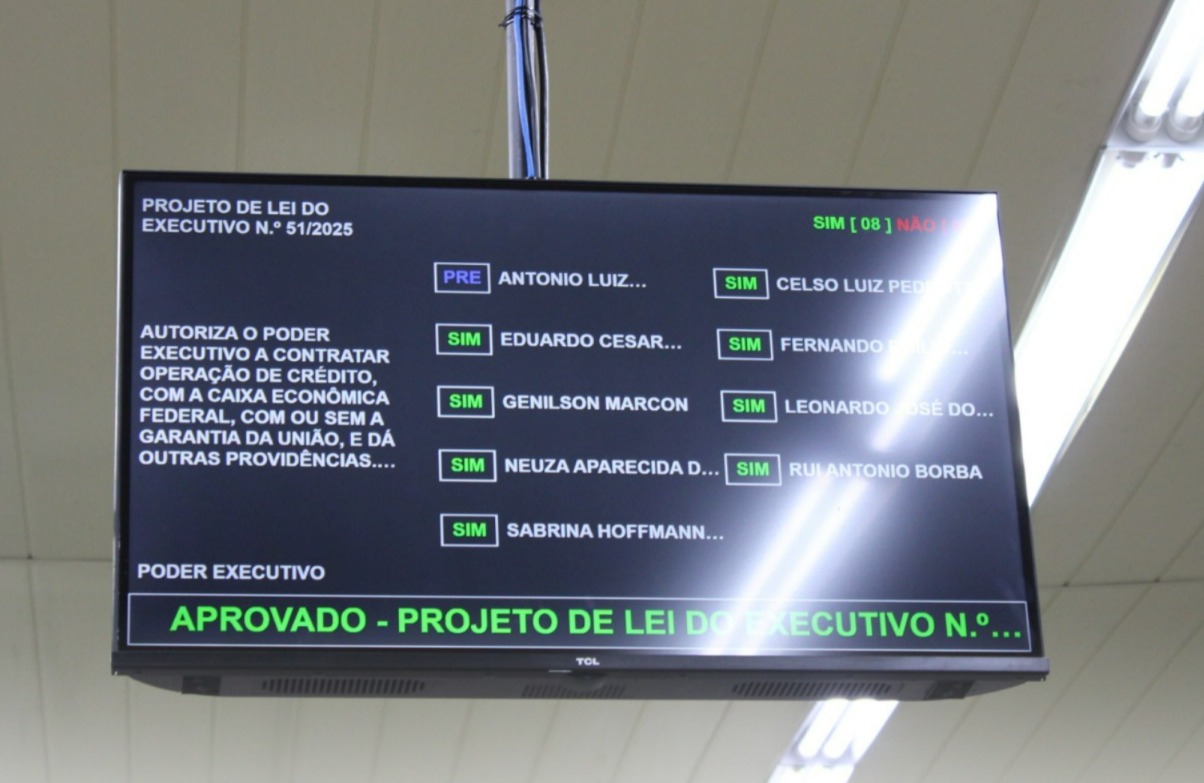 PROJETO DE LEI DO
EXECUTIVO N.º 51/2025
SIM [ 08 ] NÃO [
AUTORIZA O PODER
EXECUTIVO A CONTRATAR
OPERAÇÃO DE CRÉDITO,
COM A CAIXA ECONÔMICA
FEDERAL, COM OU SEM A
GARANTIA DA UNIÃO, E DÁ
OUTRAS PROVIDÊNCIAS....
PODER EXECUTIVO
PRE ANTONIO LUIZ...
SIM CELSO LUIZ
SIM EDUARDO CESAR...
SIM FERNANDO
SIM GENILSON MARCON
SIM LEONARDO JOSÉ DO...
SIM NEUZA APARECIDA D...
SIM RUI ANTONIO BORBA
SIM SABRINA HOFFMANN...
APROVADO - PROJETO DE LEI DO EXECUTIVO N.º...
TCL